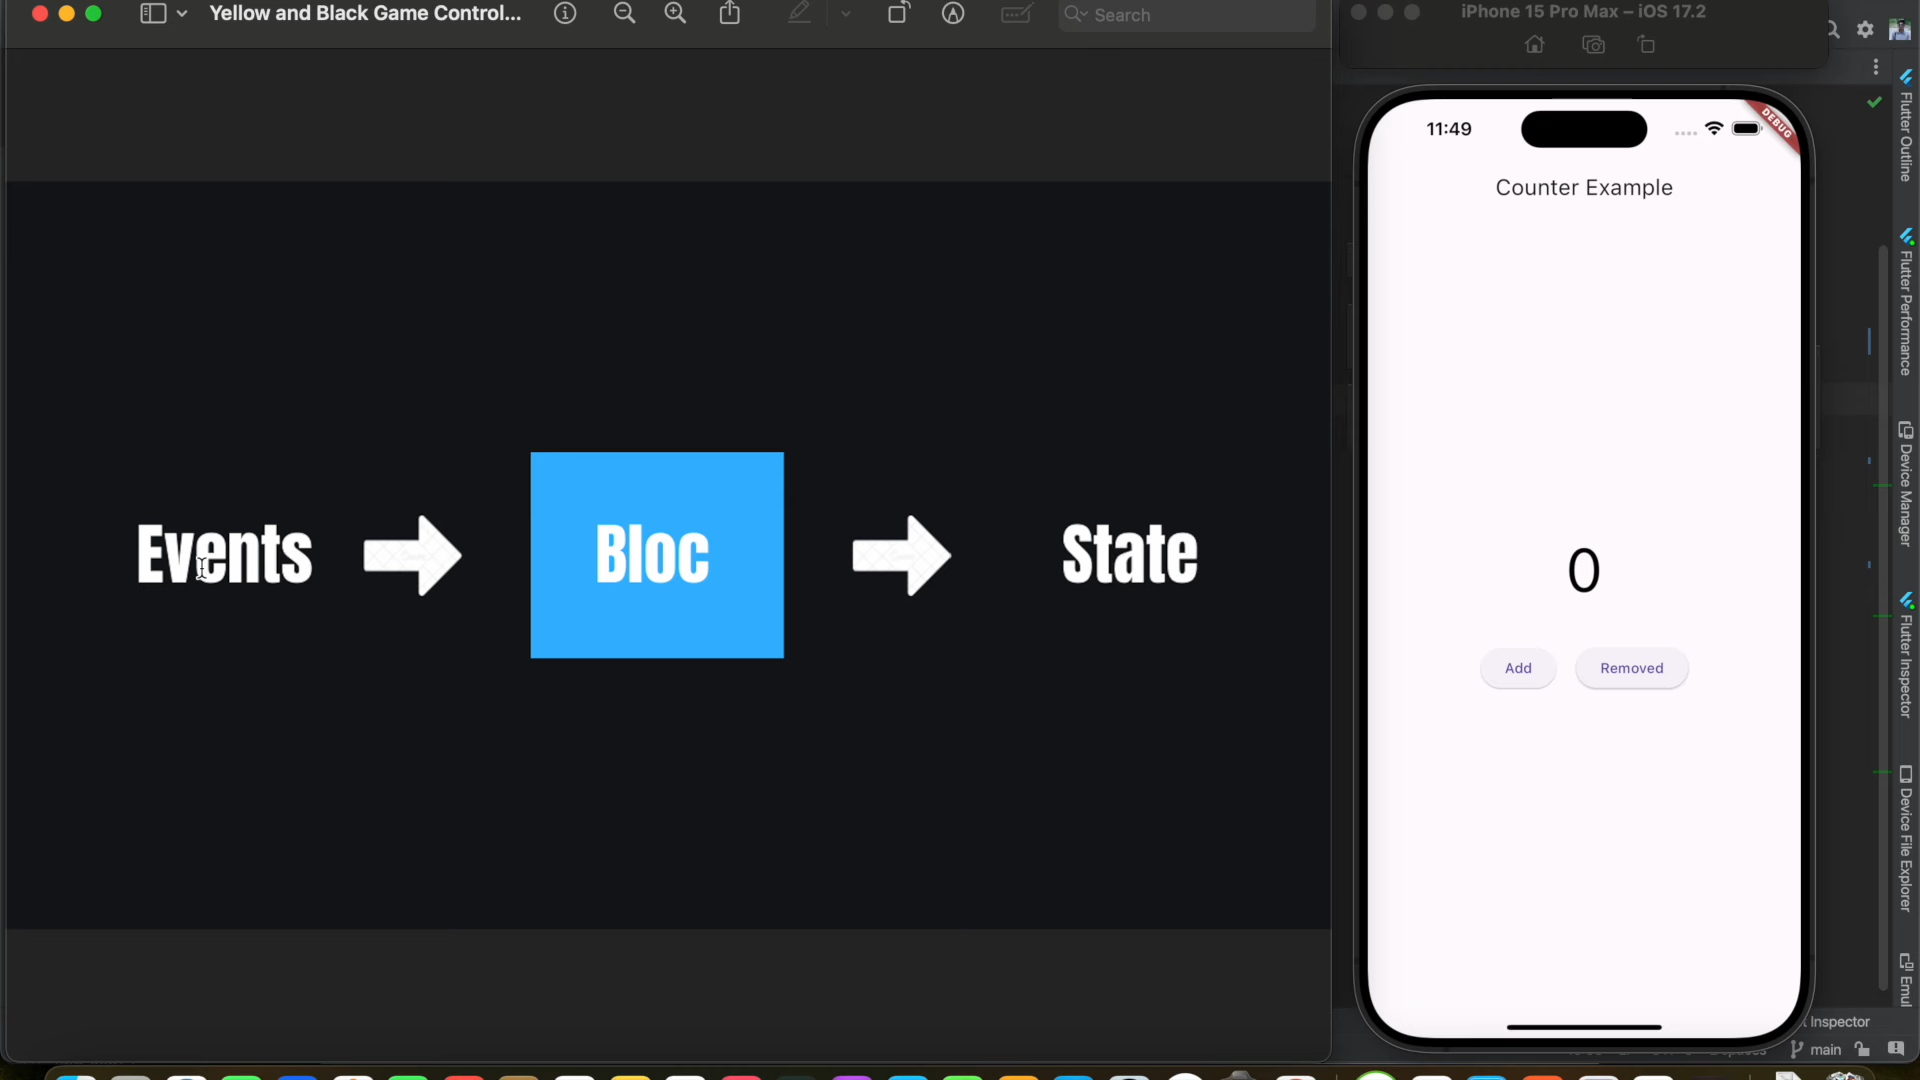 Yellow and Black Game Control...
Search
Events
Bloc
State
iPhone 15 Pro Max – iOS 17.2
11:49
DEBUG
Counter Example
0
Add
Removed
Flutter Outline
Flutter Performance
Device Manager
Flutter Inspector
Device File Explorer
Emul
Inspector
main